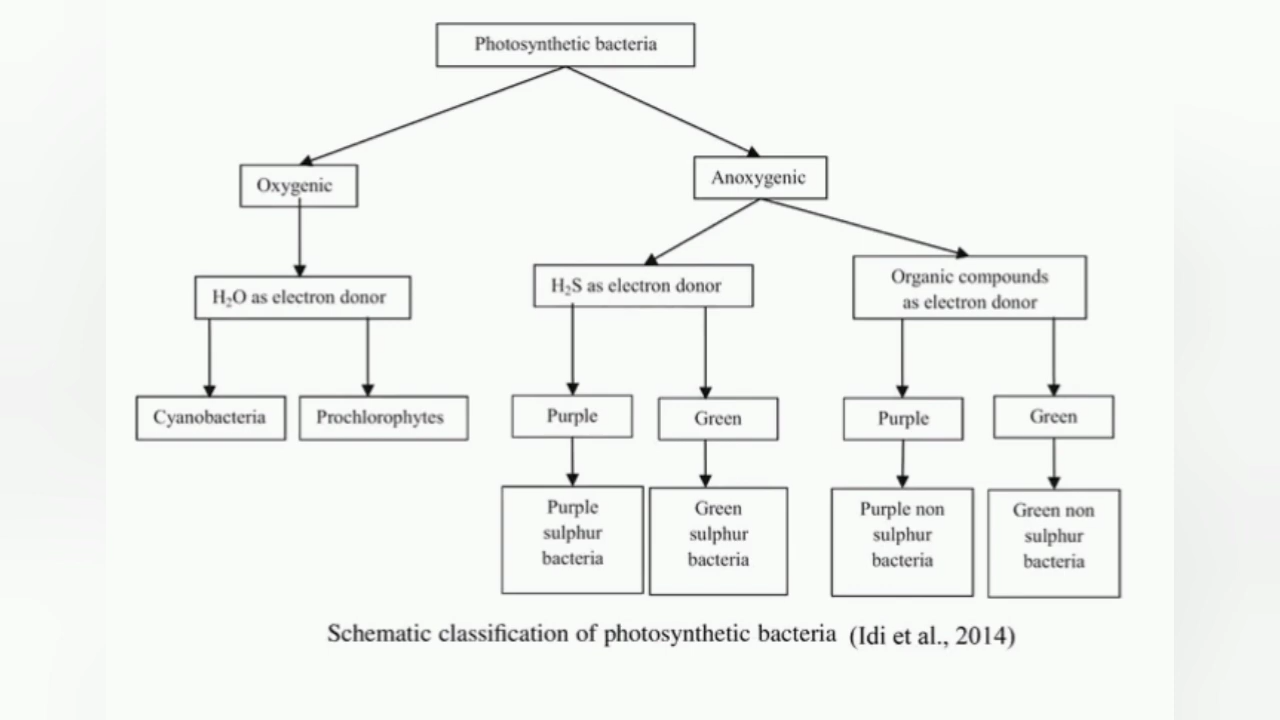 Photosynthetic bacteria
Oxygenic
Anoxygenic
H₂O as electron donor
H₂S as electron donor
Organic compounds
as electron donor
Cyanobacteria
Prochlorophytes
Purple
Green
Purple
Green
Purple
sulphur
bacteria
Green
sulphur
bacteria
Purple non
sulphur
bacteria
Green non
sulphur
bacteria
Schematic classification of photosynthetic bacteria (Idi et al., 2014)